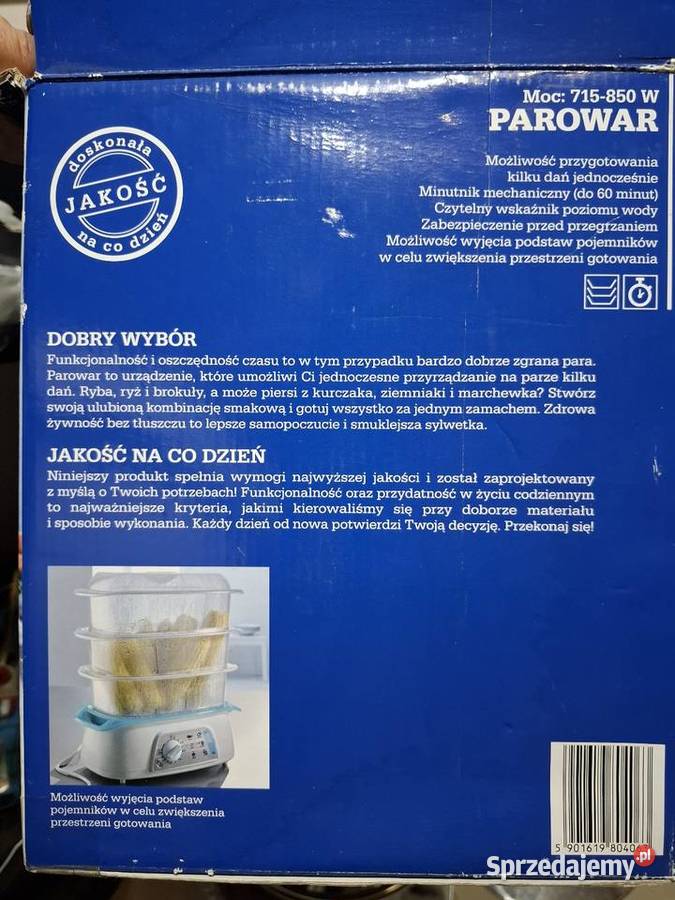 Moc: 715-850 W
PAROWAR
doskonała
JAKOŚĆ
na co dzień
Możliwość przygotowania
kilku dań jednocześnie
Minutnik mechaniczny (do 60 minut)
Czytelny wskaźnik poziomu wody
Zabezpieczenie przed przegrzaniem
Możliwość wyjęcia podstaw pojemników
w celu zwiększenia przestrzeni gotowania
DOBRY WYBÓR
Funkcjonalność i oszczędność czasu to w tym przypadku bardzo dobrze zgrana para.
Parowar to urządzenie, które umożliwi Ci jednoczesne przyrządzanie na parze kilku
dań. Ryba, ryż i brokuły, a może piersi z kurczaka, ziemniaki i marchewka? Stwórz
swoją ulubioną kombinację smakową i gotuj wszystko za jednym zamachem. Zdrowa
żywność bez tłuszczu to lepsze samopoczucie i smuklejsza sylwetka.
JAKOŚĆ NA CO DZIEŃ
Niniejszy produkt spełnia wymogi najwyższej jakości i został zaprojektowany
z myślą o Twoich potrzebach! Funkcjonalność oraz przydatność w życiu codziennym
to najważniejsze kryteria, jakimi kierowaliśmy się przy doborze materiału
i sposobie wykonania. Każdy dzień od nowa potwierdzi Twoją decyzję. Przekonaj się!
Możliwość wyjęcia podstaw
pojemników w celu zwiększenia
przestrzeni gotowania
5 901619 804
Sprzedajemy.pl